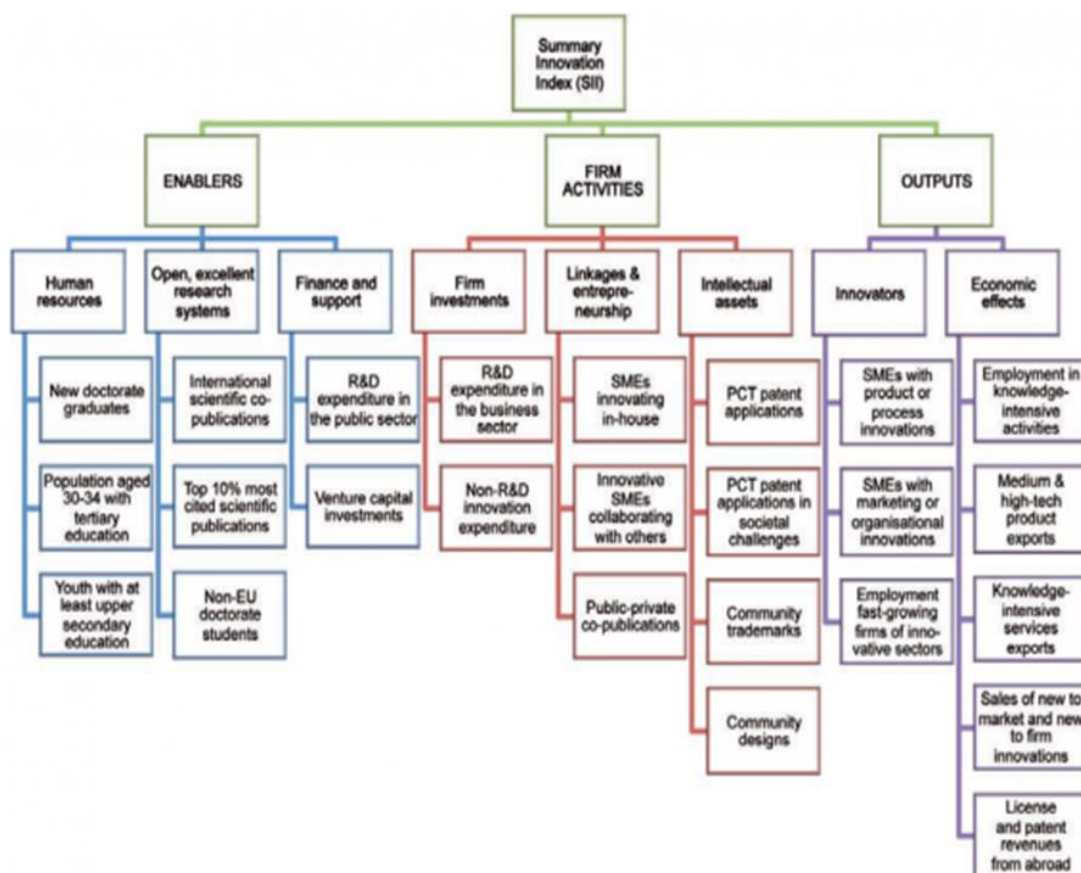 Summary
Innovation
Index (SII)
ENABLERS
FIRM
ACTIVITIES
OUTPUTS
Human
resources
Open, excellent
research
systems
Finance and
support
Firm
investments
Linkages &
entrepre-
neurship
Intellectual
assets
Innovators
Economic
effects
New doctorate
graduates
International
scientific co-
publications
R&D
expenditure in
the public sector
R&D
expenditure in
the business
sector
SMEs
innovating
in-house
PCT patent
applications
SMEs with
product or
process
innovations
Employment in
knowledge-
intensive
activities
Population aged
30-34 with
tertiary
education
Top 10% most
cited scientific
publications
Venture capital
investments
Non-R&D
innovation
expenditure
Innovative
SMEs
collaborating
with others
PCT patent
applications in
societal
challenges
SMEs with
marketing or
organisational
innovations
Medium &
high-tech
product
exports
Youth with at
least upper
secondary
education
Non-EU
doctorate
students
Public-private
co-publications
Community
trademarks
Employment
fast-growing
firms of inno-
vative sectors
Knowledge-
intensive
services
exports
Community
designs
Sales of new to
market and new
to firm
innovations
License
and patent
revenues
from abroad